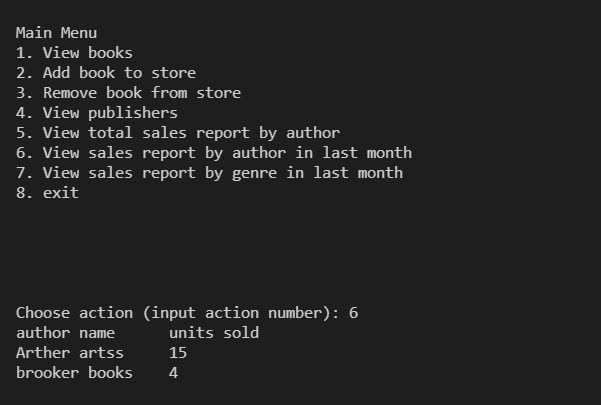 Main Menu
1. View books
2. Add book to store
3. Remove book from store
4. View publishers
5. View total sales report by author
6. View sales report by author in last month
7. View sales report by genre in last month
8. exit
Choose action (input action number): 6
author name      units sold
Arther artss     15
brooker books    4